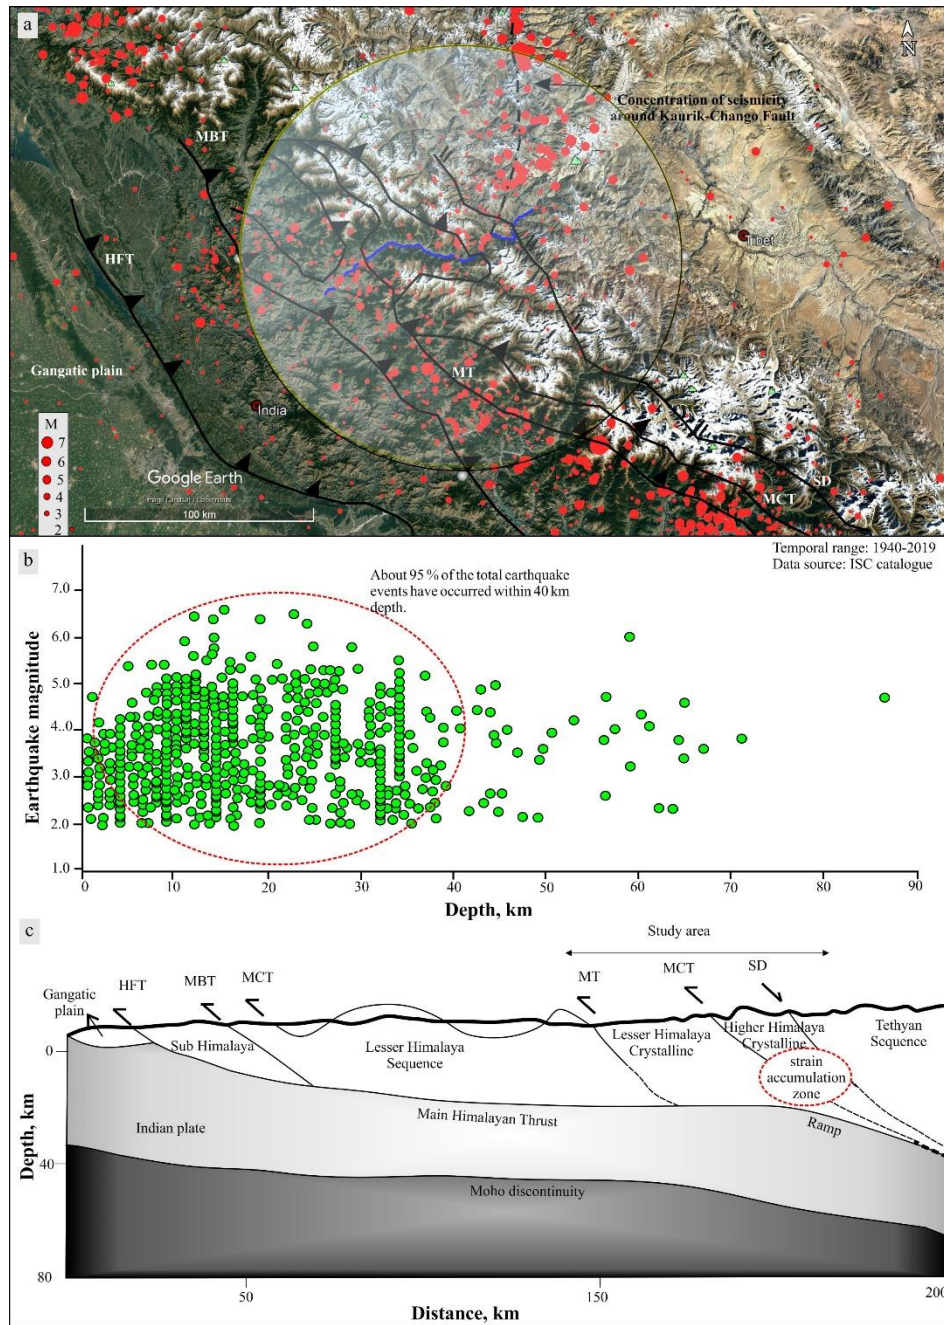 a
N
MBT
Concentration of seismicity
around Kaurik-Chango Fault
Tibet
HFT
Gangatic plain
MT
India
M
7
6
5
4
3
2
Google Earth
Image Landsat / Copernicus
100 km
SD
MCT
b
Temporal range: 1940-2019
Data source: ISC catalogue
About 95 % of the total earthquake
events have occurred within 40 km
depth.
7.0
6.0
5.0
4.0
3.0
2.0
1.0
Earthquake magnitude
0 10 20 30 40 50 60 70 80 90
Depth, km
c
Study area
HFT
MBT
MCT
MT
MCT
SD
Gangatic
plain
Sub Himalaya
Lesser Himalaya
Sequence
Lesser Himalaya
Crystalline
Higher Himalaya
Crystalline
Tethyan
Sequence
strain
accumulation
zone
Main Himalayan Thrust
Ramp
Indian plate
Moho discontinuity
0
40
80
Depth, km
50 150 200
Distance, km